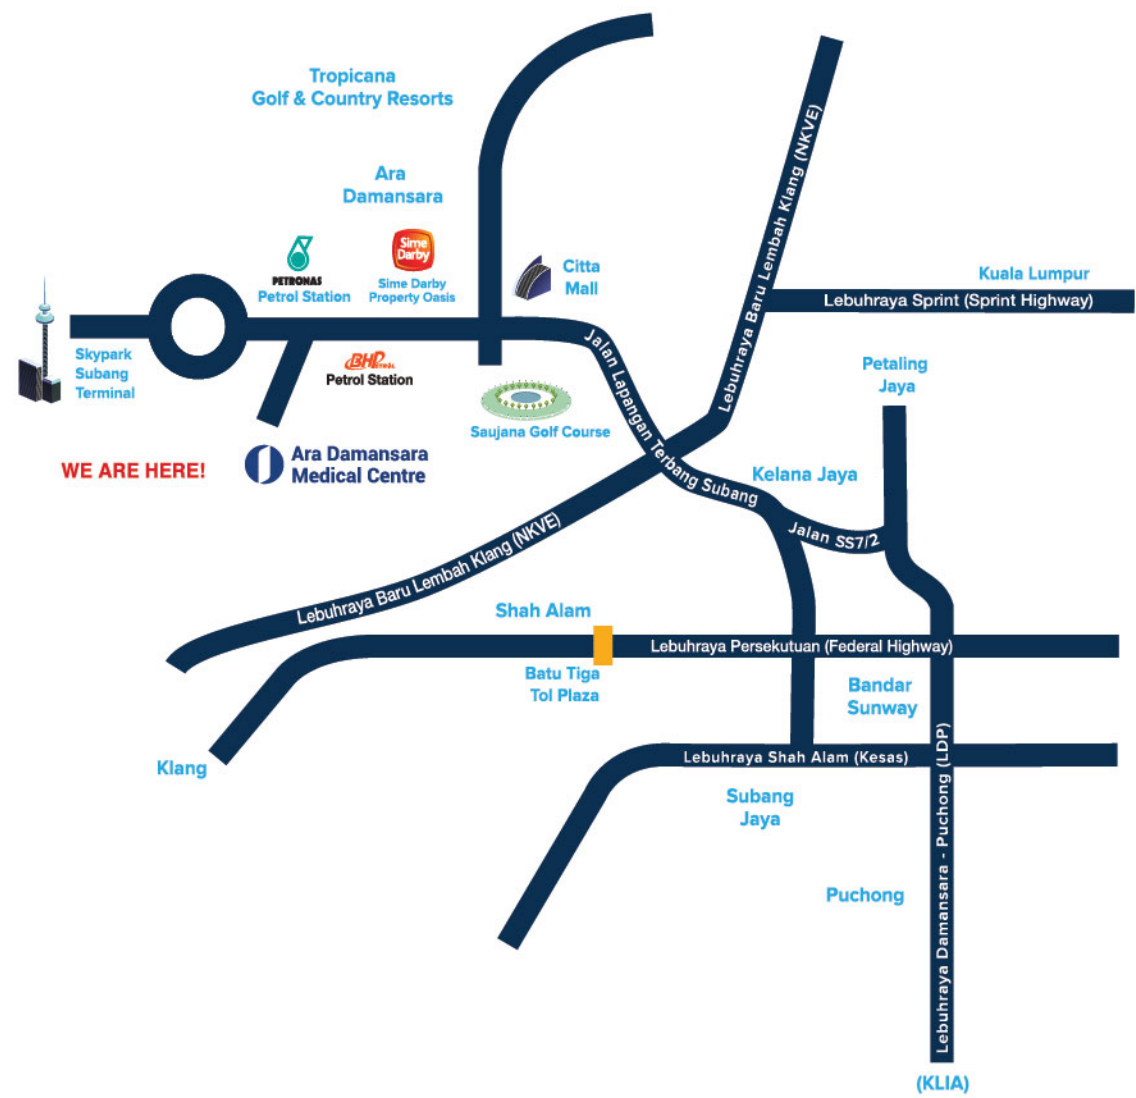 Tropicana
Golf & Country Resorts
Ara
Damansara
PETRONAS
Petrol Station
Sime
Darby
Sime Darby
Property Oasis
Citta
Mall
Kuala Lumpur
Lebuhraya Sprint (Sprint Highway)
Lebuhraya Baru Lembah Klang (NKVE)
Skypark
Subang
Terminal
BHP
Petrol Station
Jalan Lapangan Terbang Subang
Petaling
Jaya
Saujana Golf Course
WE ARE HERE!
Ara Damansara
Medical Centre
Kelana Jaya
Jalan SS7/2
Lebuhraya Baru Lembah Klang (NKVE)
Shah Alam
Lebuhraya Persekutuan (Federal Highway)
Batu Tiga
Tol Plaza
Bandar
Sunway
Klang
Lebuhraya Shah Alam (Kesas)
Subang
Jaya
Lebuhraya Damansara - Puchong (LDP)
Puchong
(KLIA)